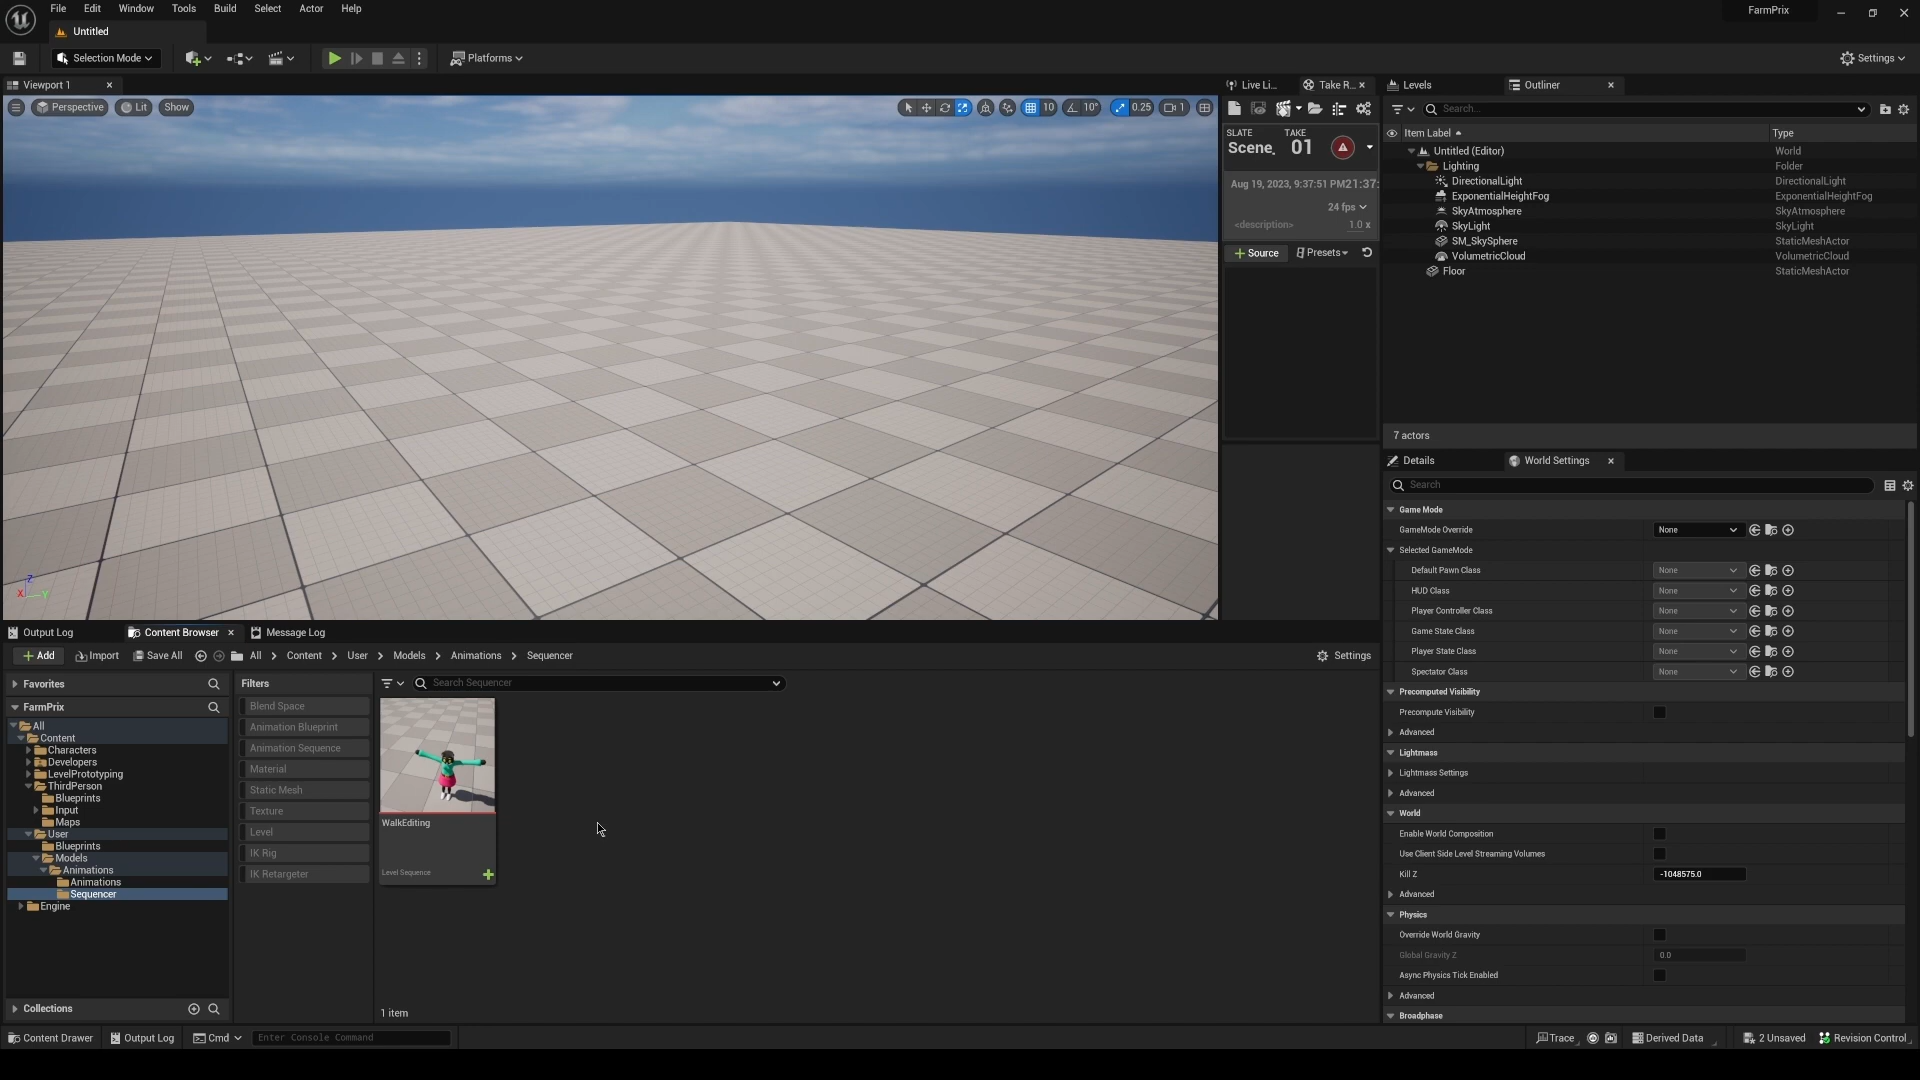 File Edit Window Tools Build Select Actor Help
FarmPrix
Untitled
Selection Mode
Platforms
Settings
Viewport 1
Perspective Lit Show
10 10° 0.25 1
Live Li...
Take R...
SLATE TAKE
Scene_ 01
Aug 19, 2023, 9:37:51 PM 21:37:
24 fps
<description> 1.0 x
+ Source Presets
Levels
Outliner
Search...
Item Label Type
Untitled (Editor) World
Lighting Folder
DirectionalLight DirectionalLight
ExponentialHeightFog ExponentialHeightFog
SkyAtmosphere SkyAtmosphere
SkyLight SkyLight
SM_SkySphere StaticMeshActor
VolumetricCloud VolumetricCloud
Floor StaticMeshActor
7 actors
Details
World Settings
Search
Game Mode
GameMode Override None
Selected GameMode
Default Pawn Class None
HUD Class None
Player Controller Class None
Game State Class None
Player State Class None
Spectator Class None
Precomputed Visibility
Precompute Visibility
Advanced
Lightmass
Lightmass Settings
Advanced
World
Enable World Composition
Use Client Side Level Streaming Volumes
Kill Z -1048575.0
Advanced
Physics
Override World Gravity
Global Gravity Z 0.0
Async Physics Tick Enabled
Advanced
Broadphase
Z
X Y
Output Log Content Browser Message Log
+ Add Import Save All All > Content > User > Models > Animations > Sequencer Settings
Favorites
FarmPrix
All
Content
Characters
Developers
LevelPrototyping
ThirdPerson
Blueprints
Input
Maps
User
Blueprints
Models
Animations
Animations
Sequencer
Engine
Collections
Filters
Blend Space
Animation Blueprint
Animation Sequence
Material
Static Mesh
Texture
Level
IK Rig
IK Retargeter
Search Sequencer
WalkEditing
Level Sequence
1 item
Content Drawer Output Log Cmd Enter Console Command
Trace Derived Data 2 Unsaved Revision Control